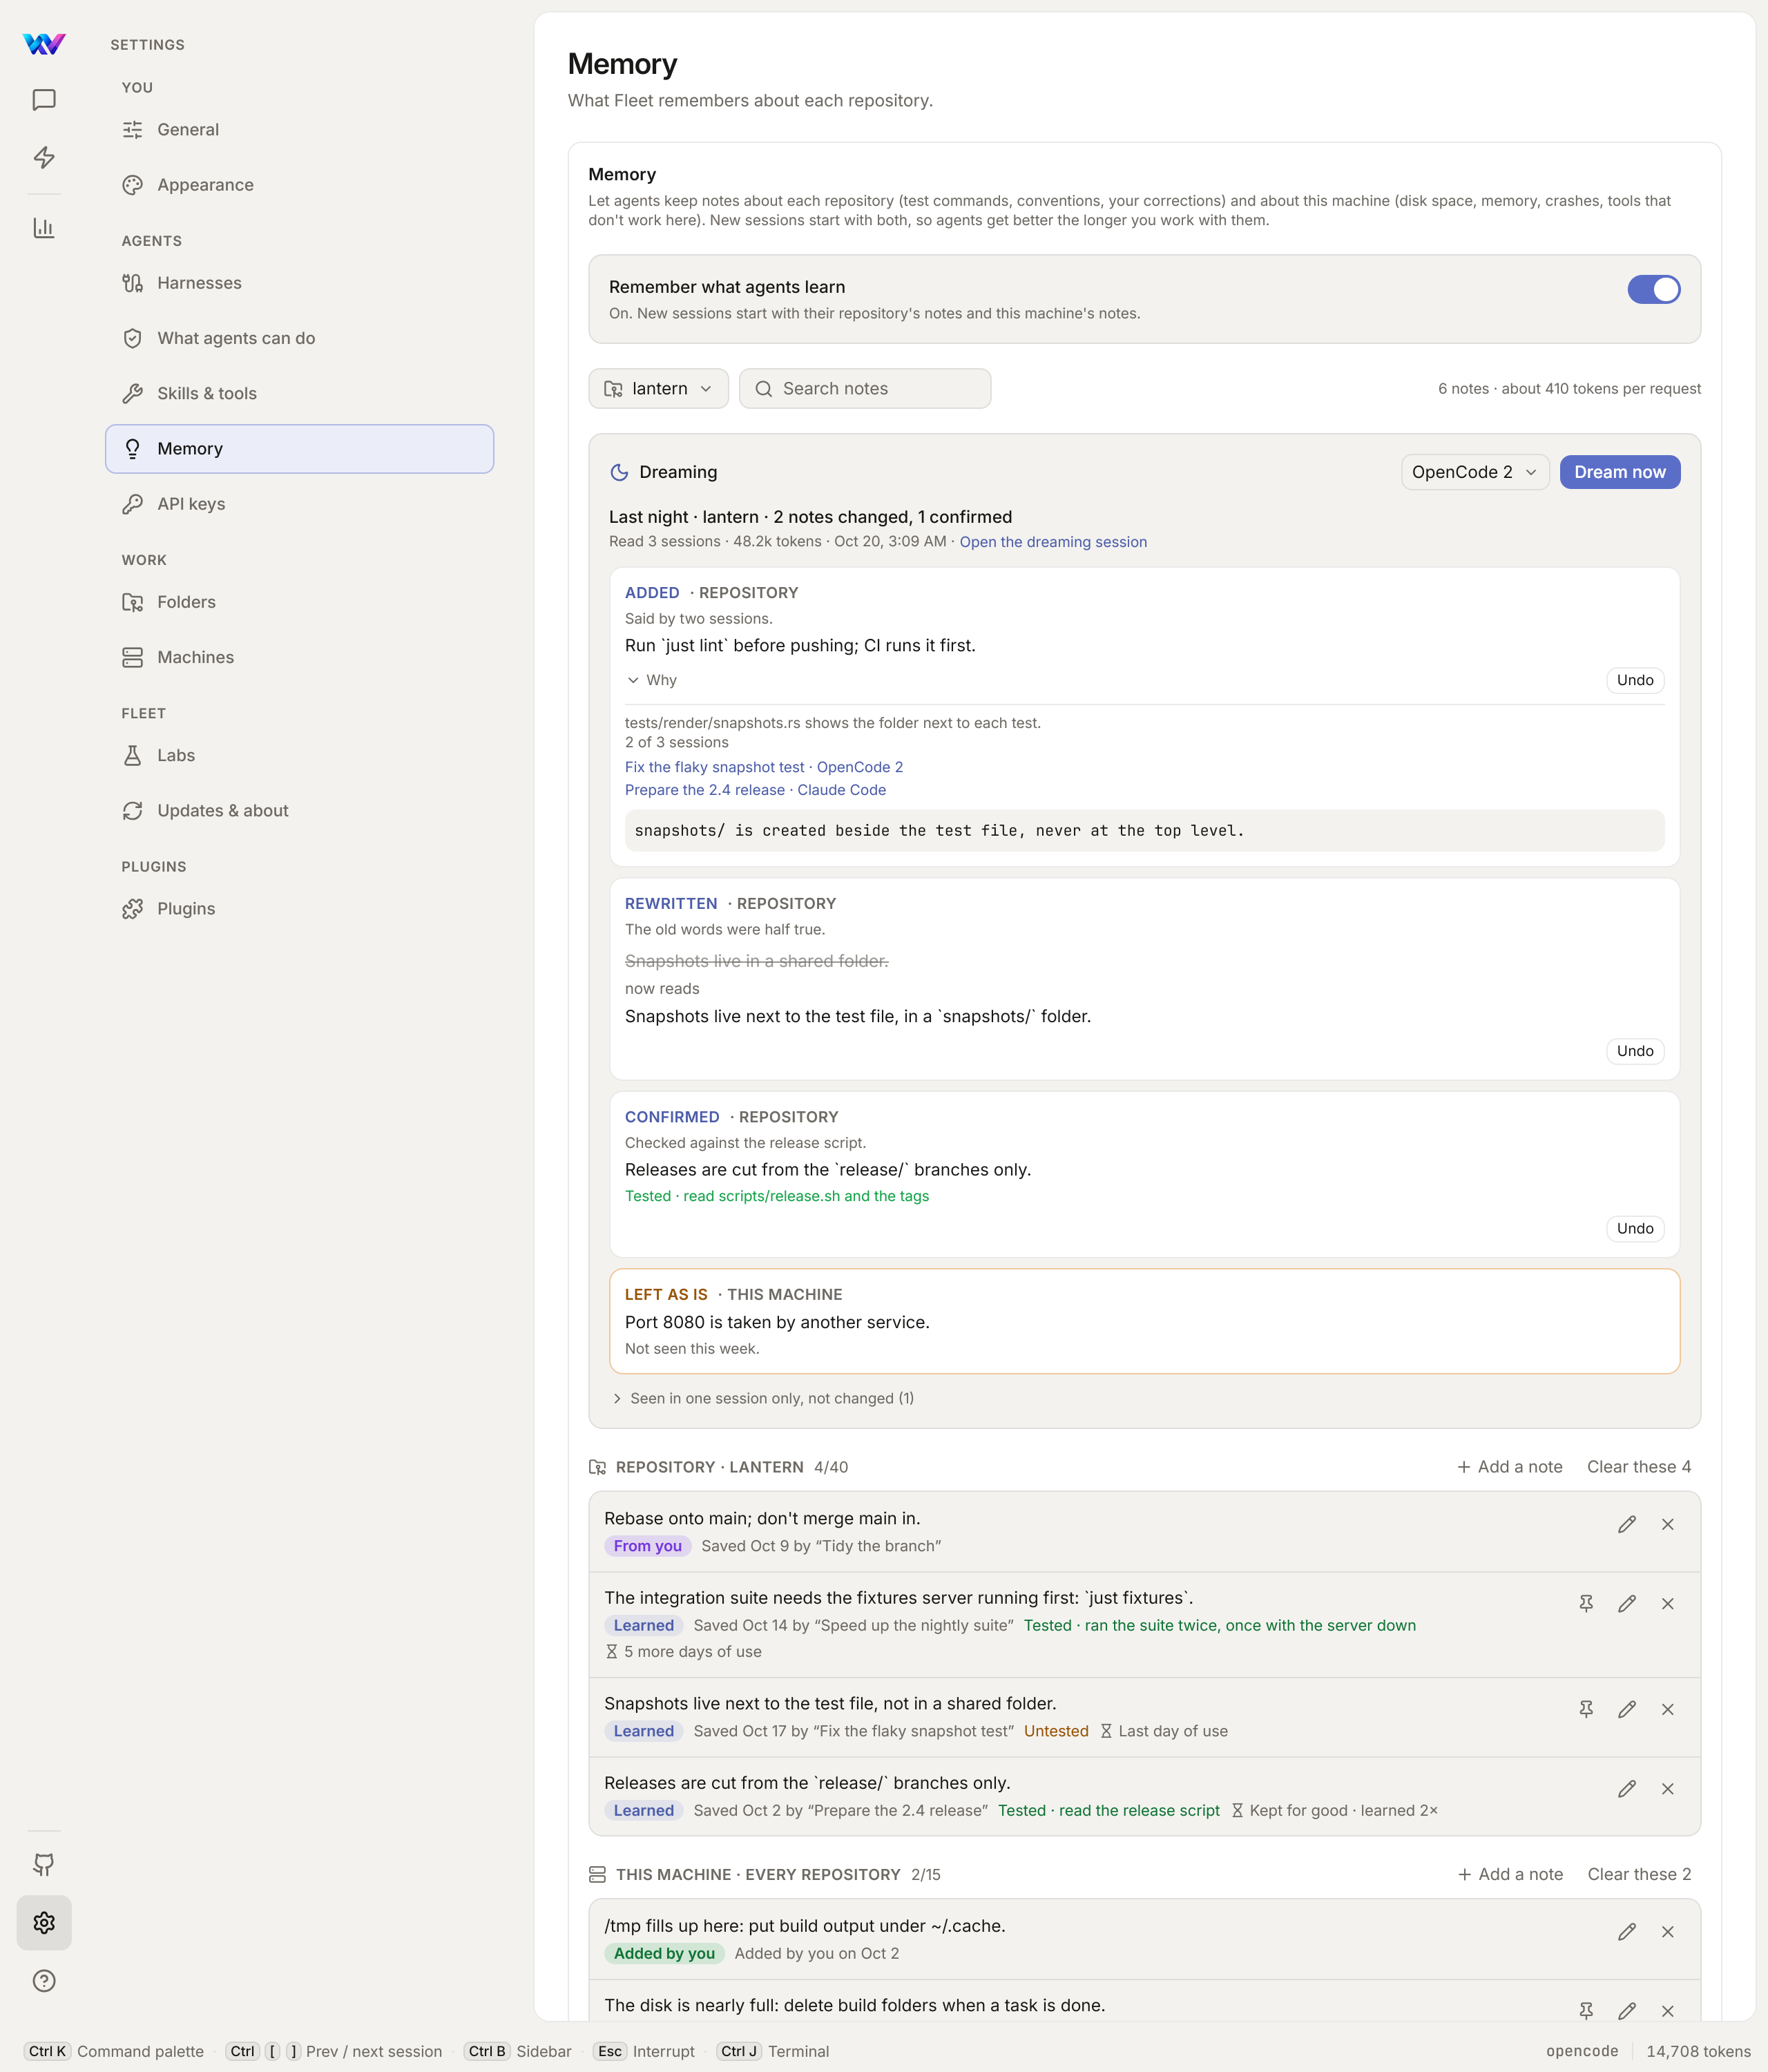 SETTINGS
YOU
General
Appearance
AGENTS
Harnesses
What agents can do
Skills & tools
Memory
API keys
WORK
Folders
Machines
FLEET
Labs
Updates & about
PLUGINS
Plugins
Memory
What Fleet remembers about each repository.
Memory
Let agents keep notes about each repository (test commands, conventions, your corrections) and about this machine (disk space, memory, crashes, tools that
don't work here). New sessions start with both, so agents get better the longer you work with them.
Remember what agents learn
On. New sessions start with their repository's notes and this machine's notes.
lantern Search notes 6 notes · about 410 tokens per request
Dreaming OpenCode 2 Dream now
Last night · lantern · 2 notes changed, 1 confirmed
Read 3 sessions · 48.2k tokens · Oct 20, 3:09 AM · Open the dreaming session
ADDED · REPOSITORY
Said by two sessions.
Run `just lint` before pushing; CI runs it first.
Why Undo
tests/render/snapshots.rs shows the folder next to each test.
2 of 3 sessions
Fix the flaky snapshot test · OpenCode 2
Prepare the 2.4 release · Claude Code
snapshots/ is created beside the test file, never at the top level.
REWRITTEN · REPOSITORY
The old words were half true.
Snapshots live in a shared folder.
now reads
Snapshots live next to the test file, in a `snapshots/` folder.
Undo
CONFIRMED · REPOSITORY
Checked against the release script.
Releases are cut from the `release/` branches only.
Tested · read scripts/release.sh and the tags
Undo
LEFT AS IS · THIS MACHINE
Port 8080 is taken by another service.
Not seen this week.
Seen in one session only, not changed (1)
REPOSITORY · LANTERN 4/40 + Add a note Clear these 4
Rebase onto main; don't merge main in.
From you Saved Oct 9 by “Tidy the branch”
The integration suite needs the fixtures server running first: `just fixtures`.
Learned Saved Oct 14 by “Speed up the nightly suite” Tested · ran the suite twice, once with the server down
5 more days of use
Snapshots live next to the test file, not in a shared folder.
Learned Saved Oct 17 by “Fix the flaky snapshot test” Untested Last day of use
Releases are cut from the `release/` branches only.
Learned Saved Oct 2 by “Prepare the 2.4 release” Tested · read the release script Kept for good · learned 2×
THIS MACHINE · EVERY REPOSITORY 2/15 + Add a note Clear these 2
/tmp fills up here: put build output under ~/.cache.
Added by you Added by you on Oct 2
The disk is nearly full: delete build folders when a task is done.
Ctrl K Command palette · Ctrl [ ] Prev / next session · Ctrl B Sidebar · Esc Interrupt · Ctrl J Terminal opencode 14,708 tokens